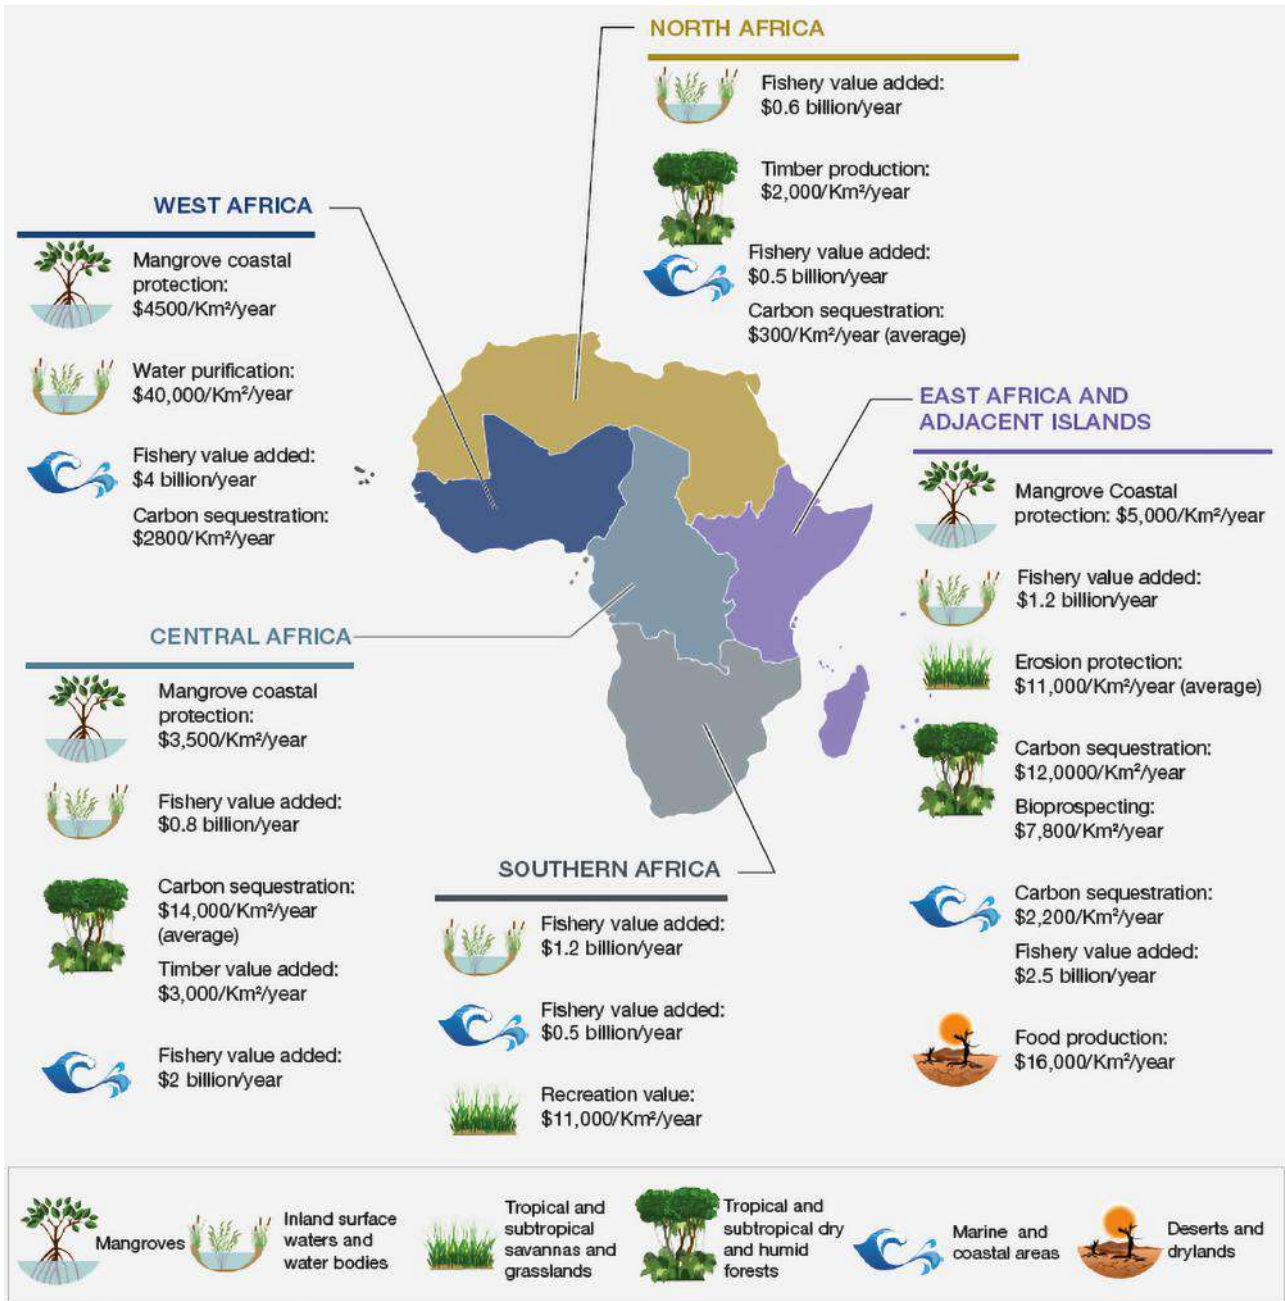 NORTH AFRICA
Fishery value added:
$0.6 billion/year
Timber production:
$2,000/Km²/year
Fishery value added:
$0.5 billion/year
Carbon sequestration:
$300/Km²/year (average)
WEST AFRICA
Mangrove coastal
protection:
$4500/Km²/year
Water purification:
$40,000/Km²/year
Fishery value added:
$4 billion/year
Carbon sequestration:
$2800/Km²/year
EAST AFRICA AND
ADJACENT ISLANDS
Mangrove Coastal
protection: $5,000/Km²/year
Fishery value added:
$1.2 billion/year
Erosion protection:
$11,000/Km²/year (average)
Carbon sequestration:
$12,0000/Km²/year
Bioprospecting:
$7,800/Km²/year
Carbon sequestration:
$2,200/Km²/year
Fishery value added:
$2.5 billion/year
Food production:
$16,000/Km²/year
CENTRAL AFRICA
Mangrove coastal
protection:
$3,500/Km²/year
Fishery value added:
$0.8 billion/year
Carbon sequestration:
$14,000/Km²/year
(average)
Timber value added:
$3,000/Km²/year
Fishery value added:
$2 billion/year
SOUTHERN AFRICA
Fishery value added:
$1.2 billion/year
Fishery value added:
$0.5 billion/year
Recreation value:
$11,000/Km²/year
Mangroves
Inland surface
waters and
water bodies
Tropical and
subtropical
savannas and
grasslands
Tropical and
subtropical dry
and humid
forests
Marine and
coastal areas
Deserts and
drylands